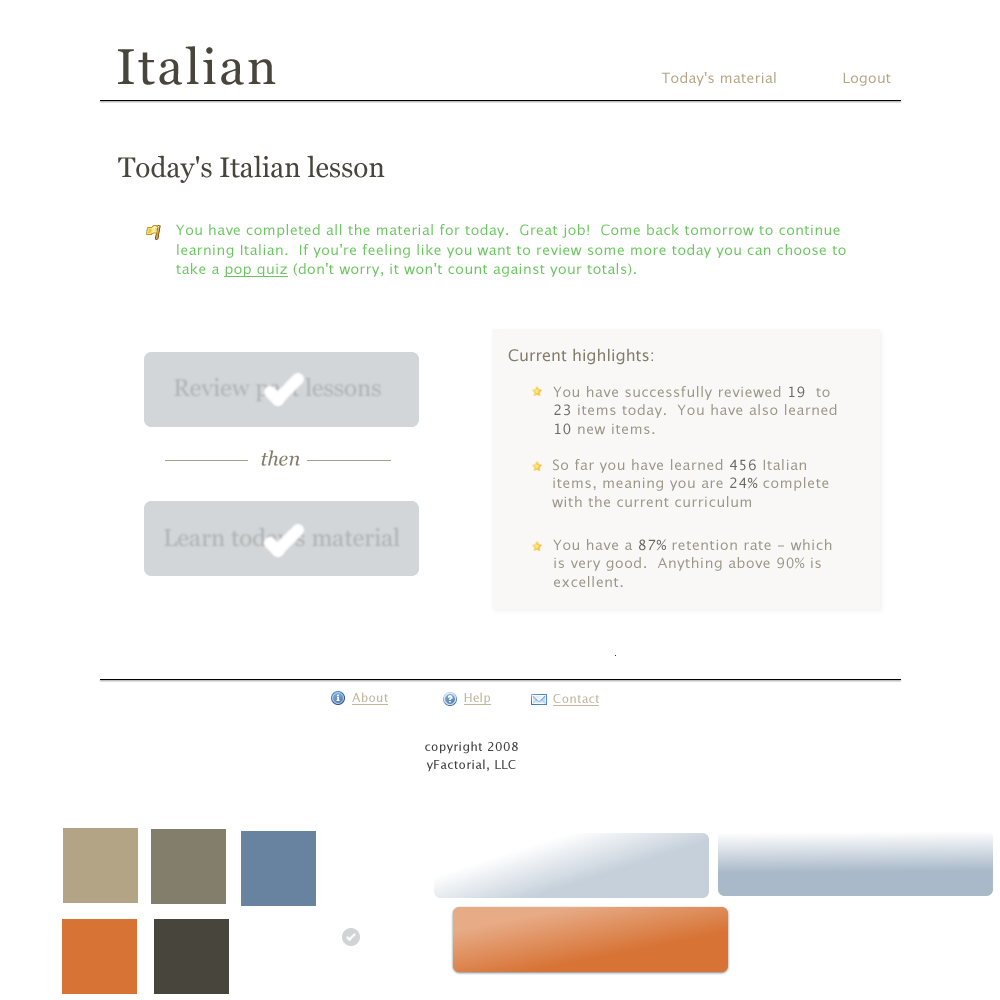 Italian
Today's material
Logout
Today's Italian lesson
You have completed all the material for today.  Great job!  Come back tomorrow to continue
learning Italian.  If you're feeling like you want to review some more today you can choose to
take a pop quiz (don't worry, it won't count against your totals).
Review past lessons
then
Learn today's material
Current highlights:
You have successfully reviewed 19  to
23 items today.  You have also learned
10 new items.
So far you have learned 456 Italian
items, meaning you are 24% complete
with the current curriculum
You have a 87% retention rate – which
is very good.  Anything above 90% is
excellent.
.
About
Help
Contact
copyright 2008
yFactorial, LLC